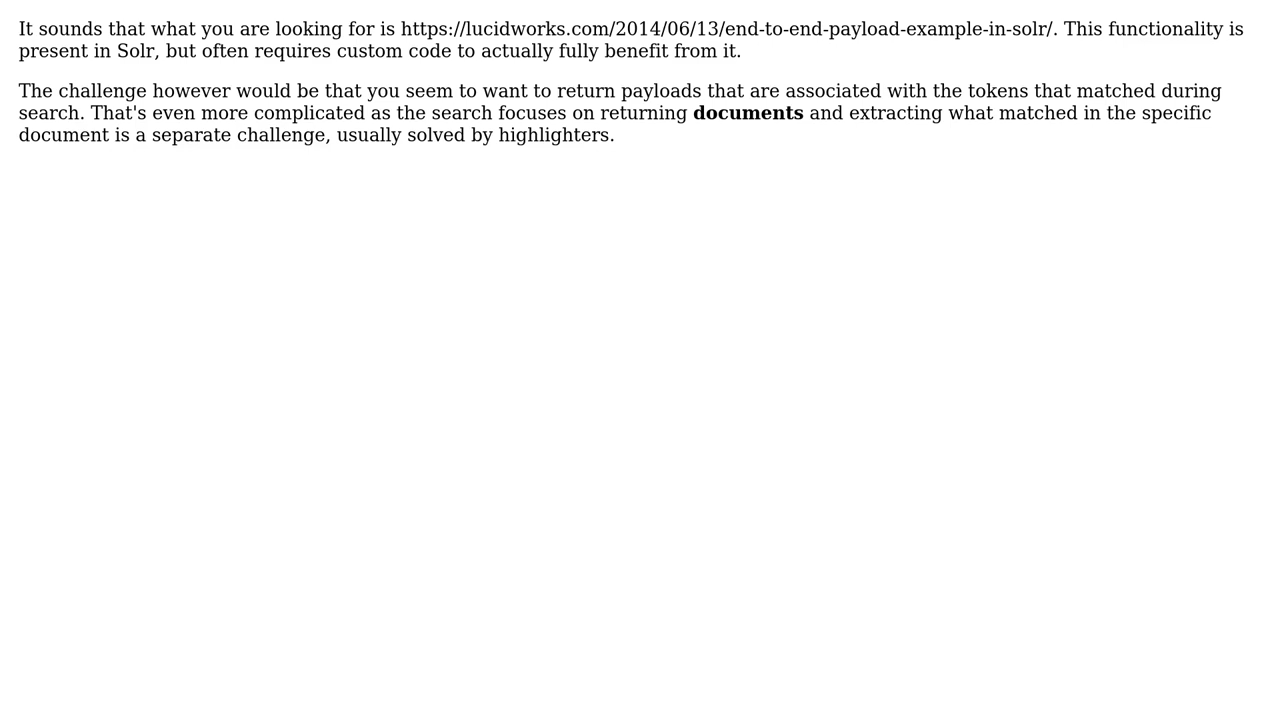 It sounds that what you are looking for is https://lucidworks.com/2014/06/13/end-to-end-payload-example-in-solr/. This functionality is
present in Solr, but often requires custom code to actually fully benefit from it.
The challenge however would be that you seem to want to return payloads that are associated with the tokens that matched during
search. That's even more complicated as the search focuses on returning documents and extracting what matched in the specific
document is a separate challenge, usually solved by highlighters.